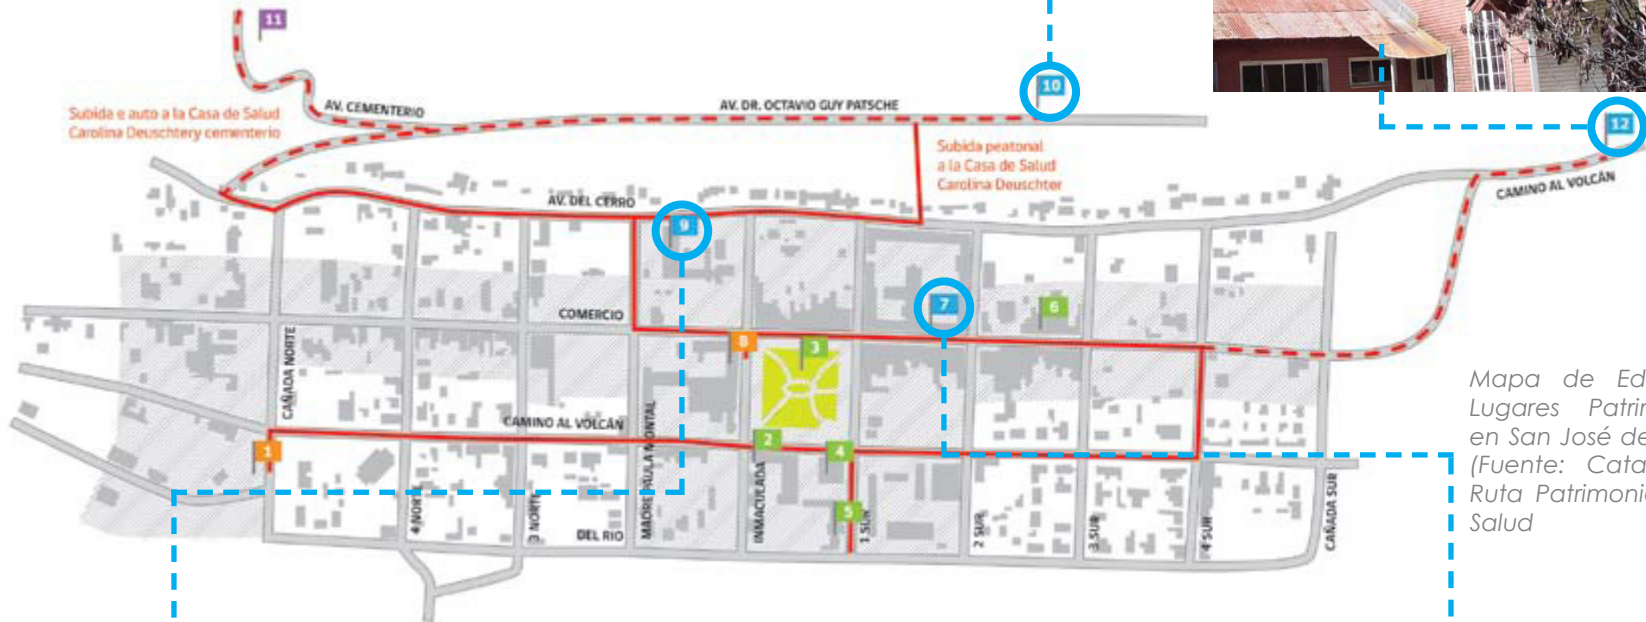 11
10
12
AV. CEMENTERIO
AV. DR. OCTAVIO GUY PATSCHE
Subida e auto a la Casa de Salud
Carolina Deuschtery cementerio
Subida peatonal
a la Casa de Salud
Carolina Deuschter
CAMINO AL VOLCÁN
AV. DEL CERRO
9
7
6
COMERCIO
8
3
CAÑADA NORTE
MADRE PAULA MONTAL
CAMINO AL VOLCÁN
1
2
4
5
4 NORTE
3 NORTE
DEL RIO
INMACULADA
1 SUR
2 SUR
3 SUR
4 SUR
CAÑADA SUR
Mapa de Ed
Lugares Patrim
en San José de
(Fuente: Cata
Ruta Patrimonic
Salud